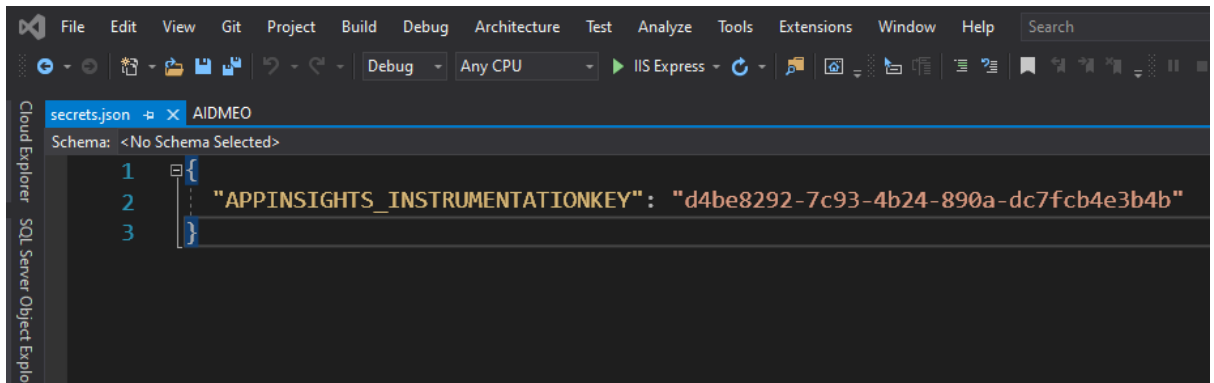 File Edit View Git Project Build Debug Architecture Test Analyze Tools Extensions Window Help Search
Debug Any CPU IIS Express
secrets.json AIDMEO
Schema: <No Schema Selected>
1 {
2 "APPINSIGHTS_INSTRUMENTATIONKEY": "d4be8292-7c93-4b24-890a-dc7fcb4e3b4b"
3 }
Cloud Explorer
SQL Server Object Explo